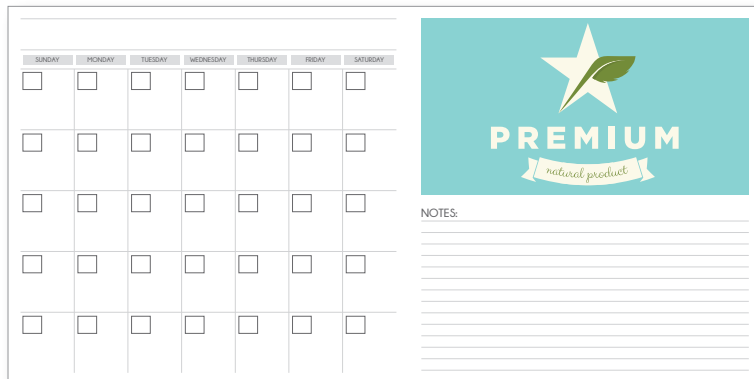 SUNDAY MONDAY TUESDAY WEDNESDAY THURSDAY FRIDAY SATURDAY
PREMIUM
natural product
NOTES: